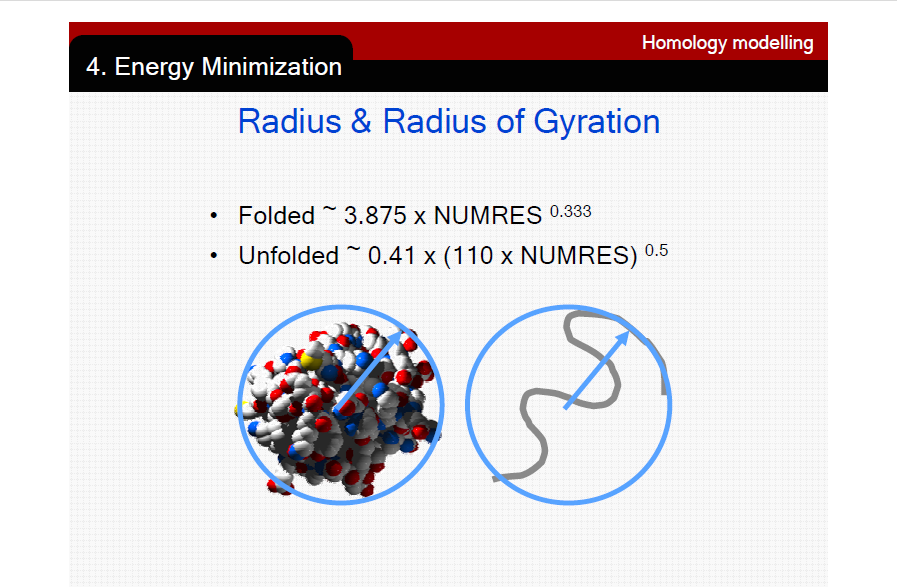 Homology modelling
4. Energy Minimization
Radius & Radius of Gyration
• Folded ~ 3.875 x NUMRES 0.333
• Unfolded ~ 0.41 x (110 x NUMRES) 0.5